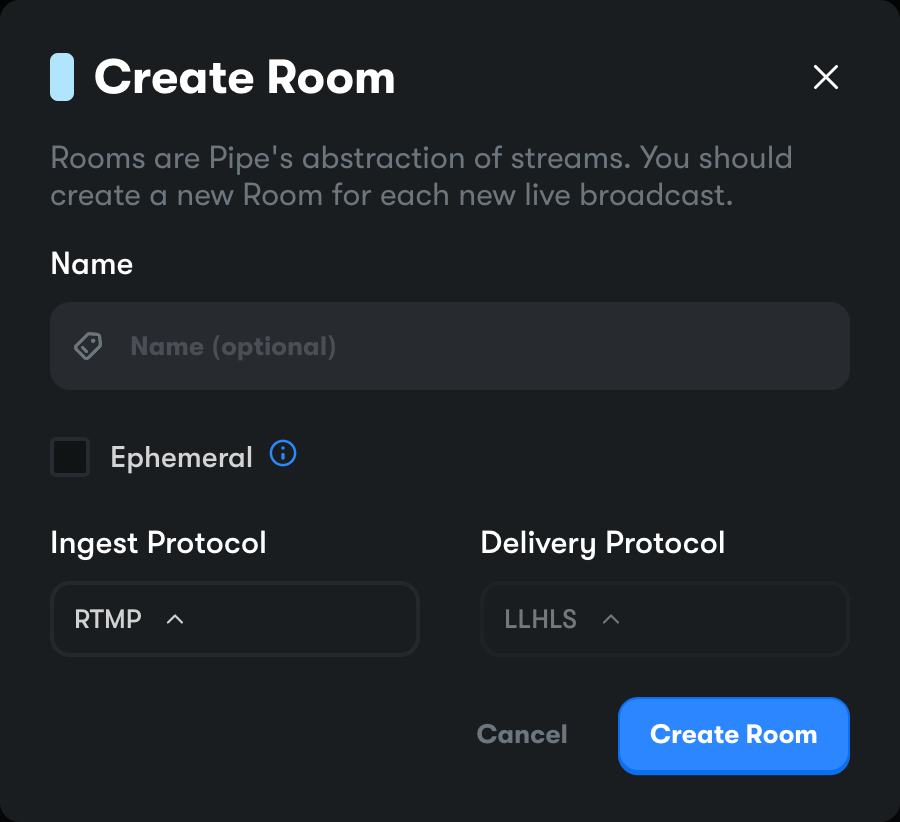 Create Room
Rooms are Pipe's abstraction of streams. You should
create a new Room for each new live broadcast.
Name
Name (optional)
Ephemeral
Ingest Protocol
Delivery Protocol
RTMP
LLHLS
Cancel
Create Room